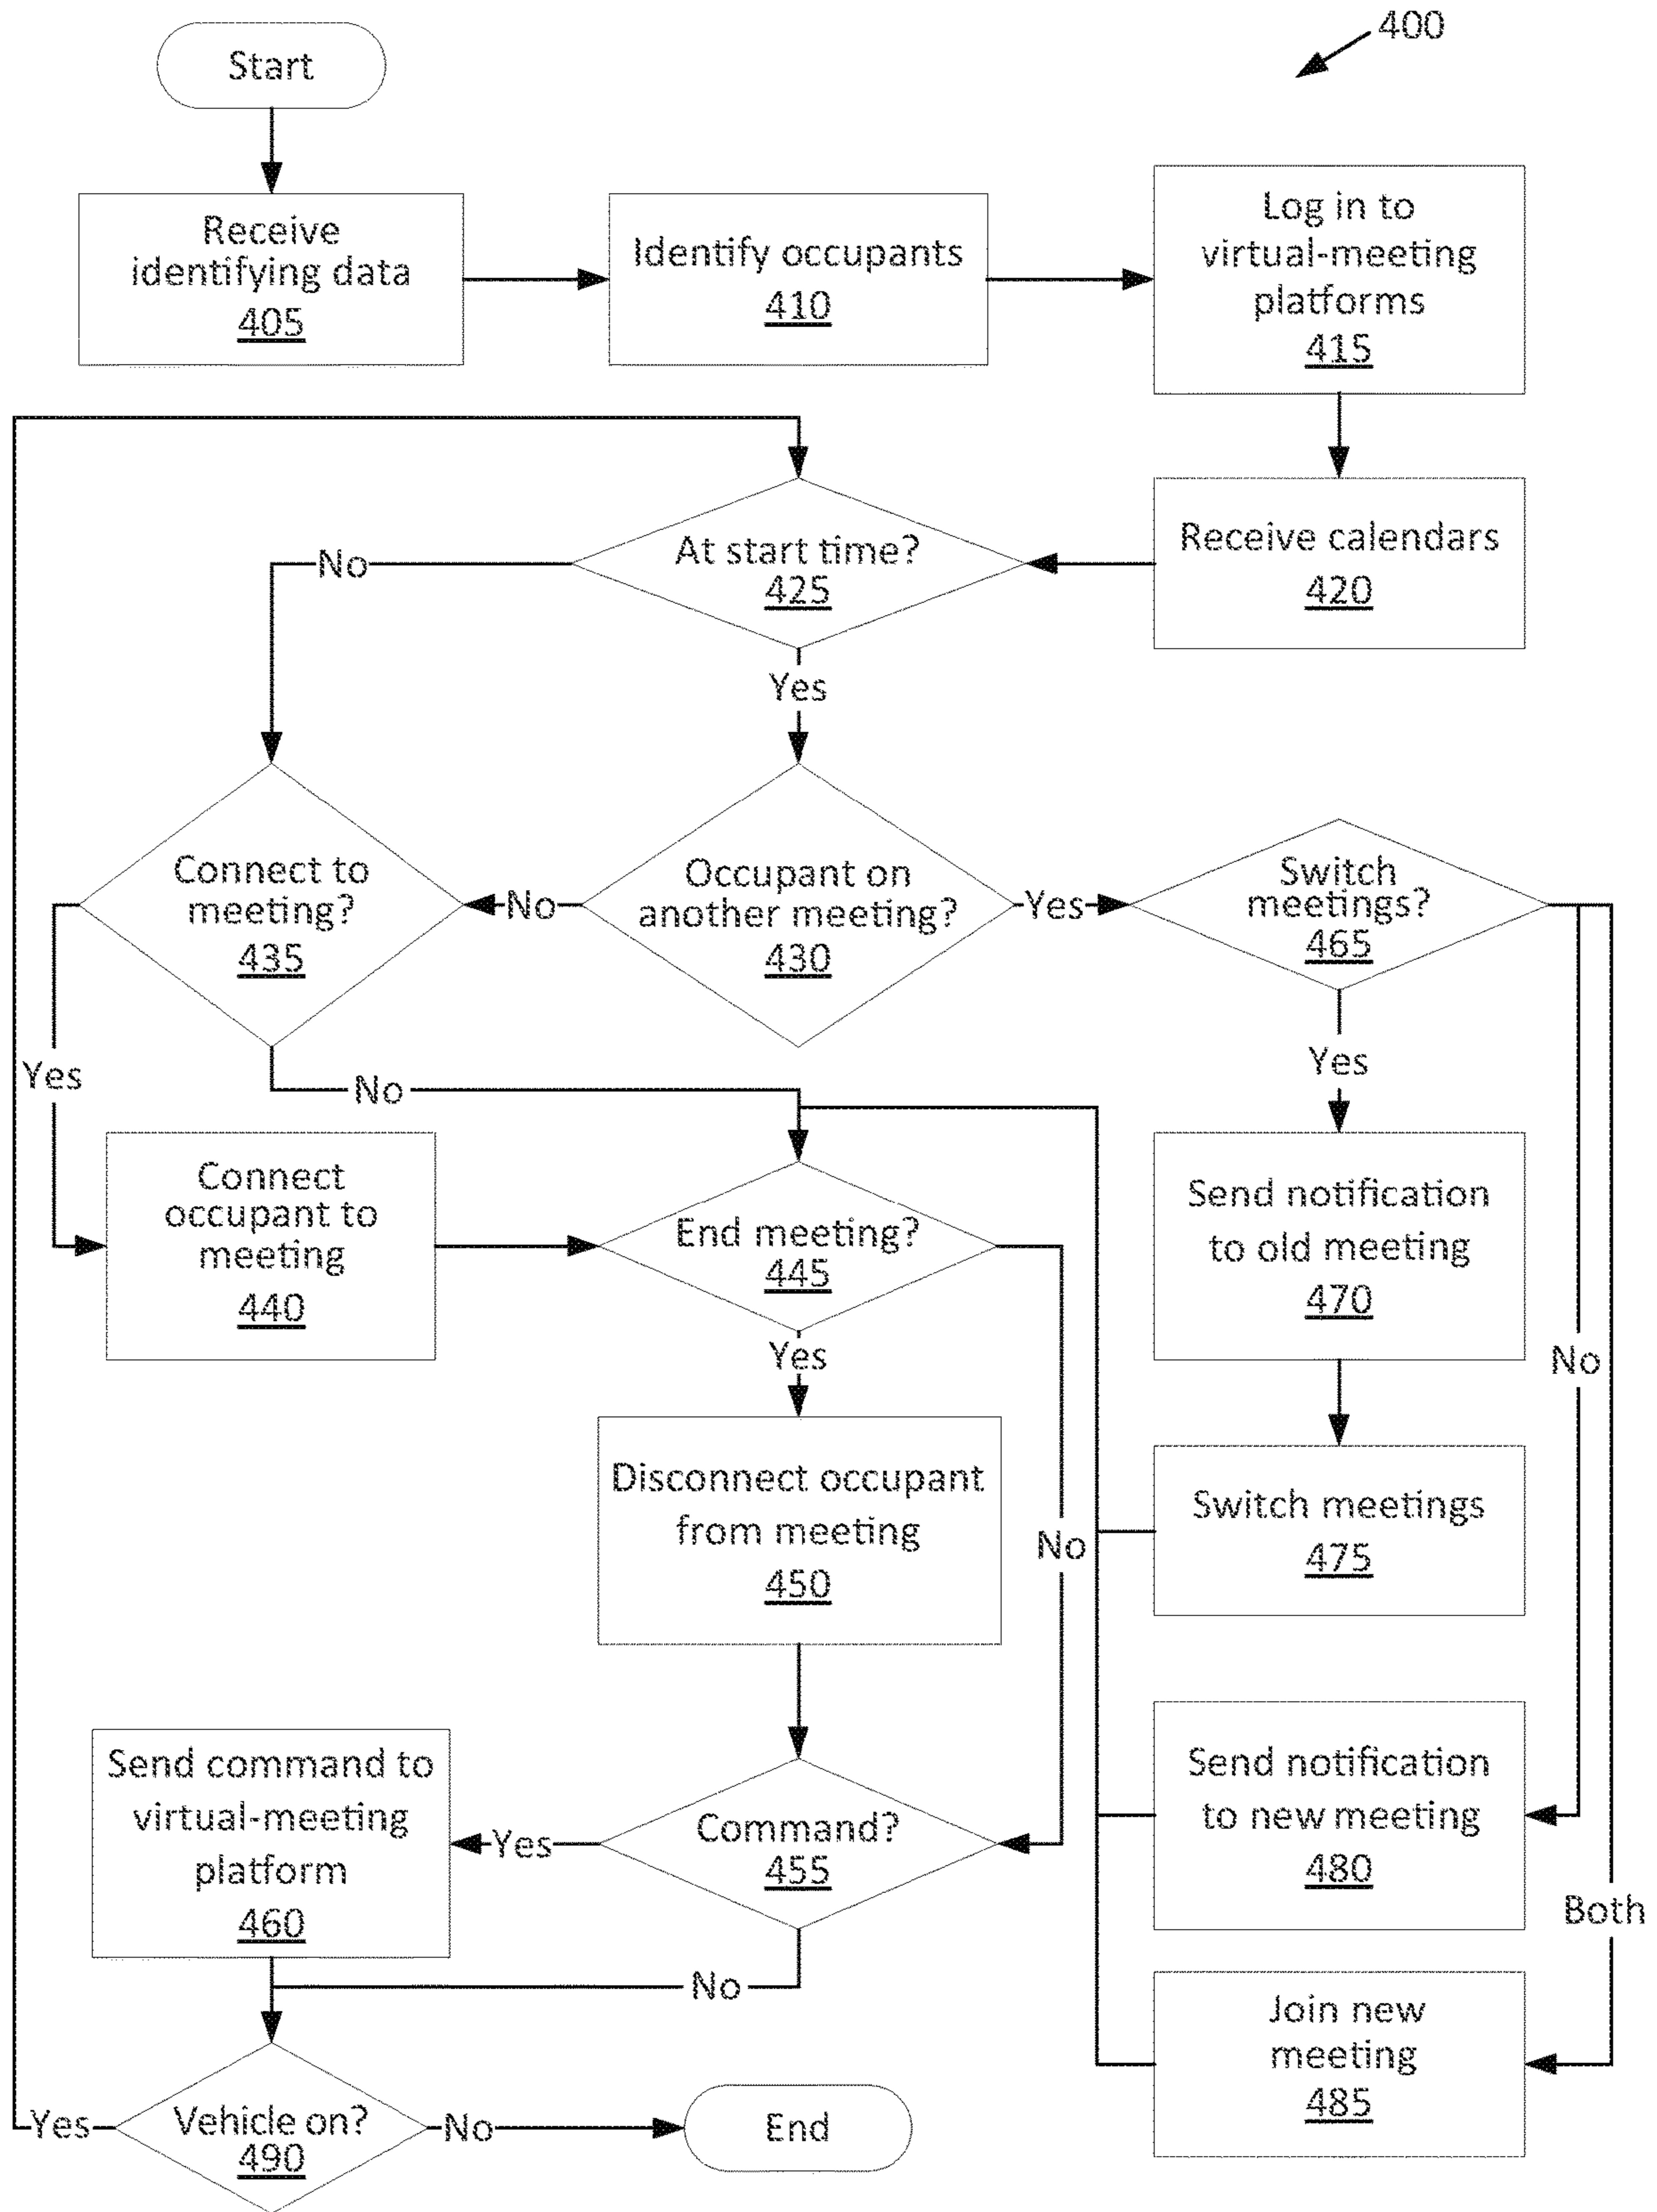 400
Start
Receive
identifying data
405
Identify occupants
410
Log in to
virtual-meeting
platforms
415
At start time?
425
Receive calendars
420
No
Yes
Connect to
meeting?
435
No
Occupant on
another meeting?
430
Yes
Switch
meetings?
465
Yes
No
Yes
Connect
occupant to
meeting
440
End meeting?
445
Send notification
to old meeting
470
Yes
No
Disconnect occupant
from meeting
450
No
Switch meetings
475
Send command to
virtual-meeting
platform
460
Yes
Command?
455
Send notification
to new meeting
480
Both
No
Join new
meeting
485
Yes
Vehicle on?
490
No
End